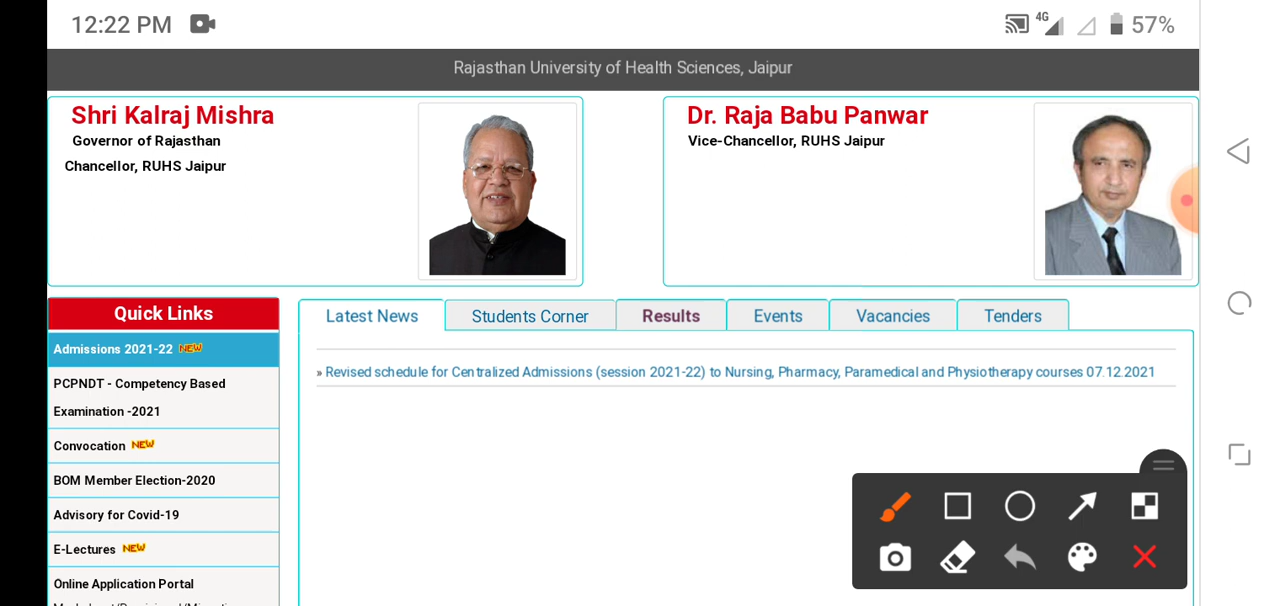 12:22 PM
4G
57%
Rajasthan University of Health Sciences, Jaipur
Shri Kalraj Mishra
Governor of Rajasthan
Chancellor, RUHS Jaipur
Dr. Raja Babu Panwar
Vice-Chancellor, RUHS Jaipur
Quick Links
Admissions 2021-22 NEW
PCPNDT - Competency Based
Examination -2021
Convocation NEW
BOM Member Election-2020
Advisory for Covid-19
E-Lectures NEW
Online Application Portal
Latest News
Students Corner
Results
Events
Vacancies
Tenders
» Revised schedule for Centralized Admissions (session 2021-22) to Nursing, Pharmacy, Paramedical and Physiotherapy courses 07.12.2021